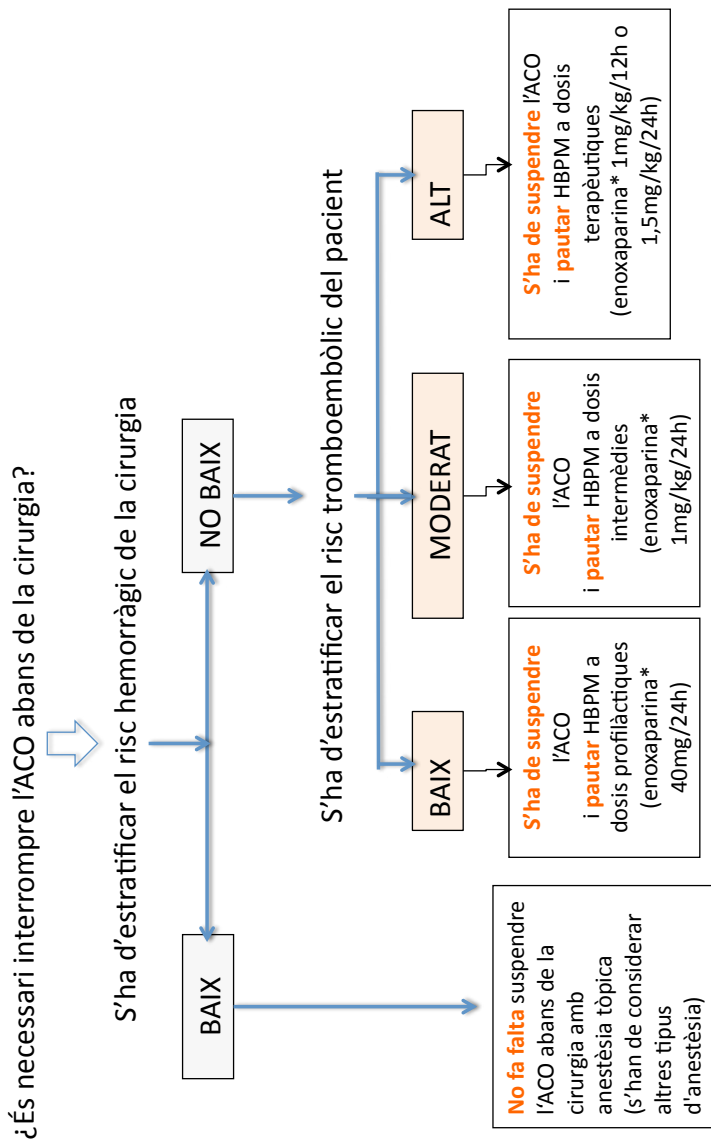 ¿És necessari interrompre l'ACO abans de la cirurgia?
S'ha d'estratificar el risc hemorràgic de la cirurgia
BAIX
NO BAIX
No fa falta suspendre
l'ACO abans de la
cirurgia amb
anestèsia tòpica
(s'han de considerar
altres tipus
d'anestèsia)
S'ha d'estratificar el risc tromboembòlic del pacient
BAIX
MODERAT
ALT
S'ha de suspendre
l'ACO
i pautar HBPM a
dosis profilàctiques
(enoxaparina*
40mg/24h)
S'ha de suspendre
l'ACO
i pautar HBPM a dosis
intermèdies
(enoxaparina*
1mg/kg/24h)
S'ha de suspendre l'ACO
i pautar HBPM a dosis
terapèutiques
(enoxaparina* 1mg/kg/12h o
1,5mg/kg/24h)